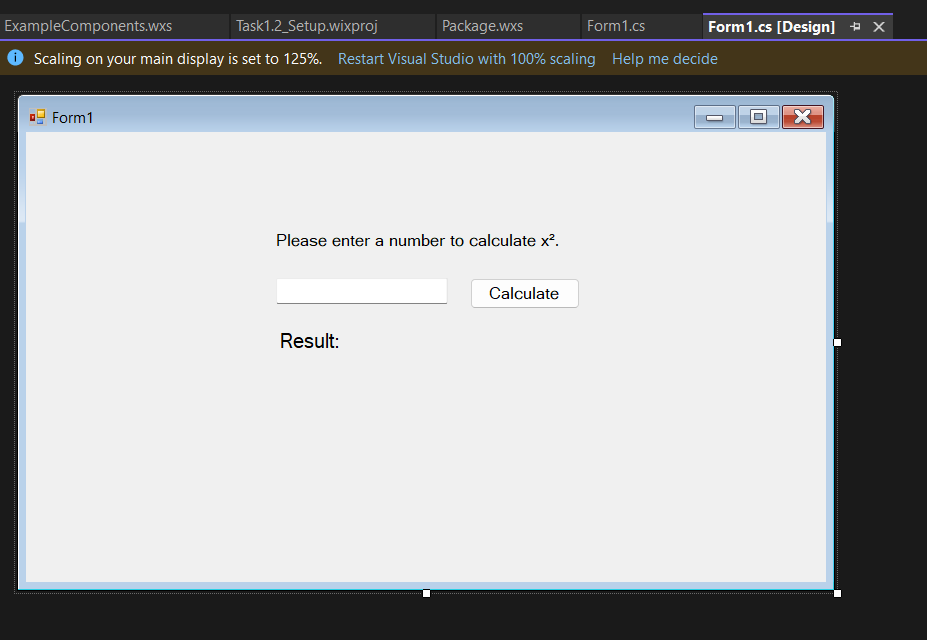 ExampleComponents.wxs Task1.2_Setup.wixproj Package.wxs Form1.cs Form1.cs [Design]
Scaling on your main display is set to 125%. Restart Visual Studio with 100% scaling Help me decide
Form1
Please enter a number to calculate x².
Calculate
Result: